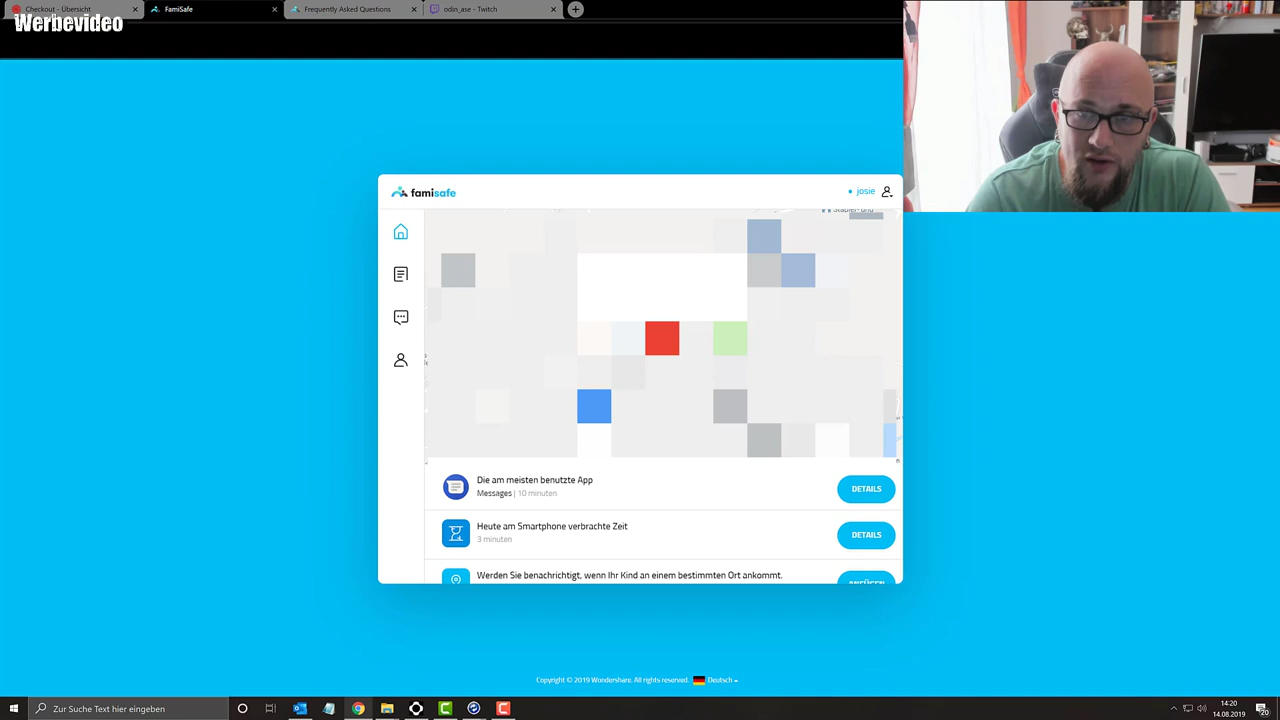 Checkout - Übersicht
FamiSafe
Frequently Asked Questions
odin_ase - Twitch
Werbevideo
famisafe
josie
Die am meisten benutzte App
Messages | 10 minuten
DETAILS
Heute am Smartphone verbrachte Zeit
3 minuten
DETAILS
Werden Sie benachrichtigt, wenn Ihr Kind an einem bestimmten Ort ankommt.
ANFÜGEN
Copyright © 2019 Wondershare. All rights reserved.
Deutsch
Zur Suche Text hier eingeben
14:20
14.08.2019
20